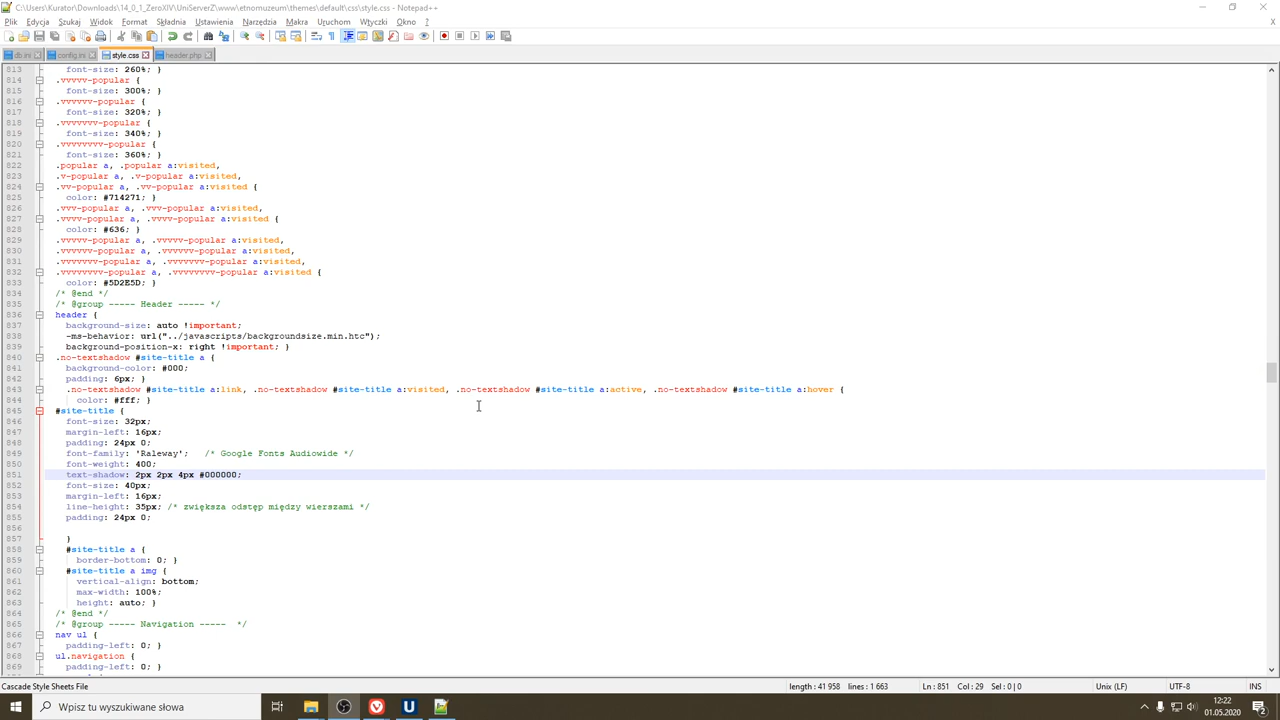 C:\Users\Kurator\Downloads\14_0_1_ZeroXIV\UniServerZ\www\etnomuzeum\themes\default\css\style.css - Notepad++
Plik Edycja Szukaj Widok Format Składnia Ustawienia Narzędzia Makra Uruchom Wtyczki Okno ? X
db.ini config.ini style.css header.php
813 font-size: 260%; }
814 .vvvvv-popular {
815 font-size: 300%; }
816 .vvvvvv-popular {
817 font-size: 320%; }
818 .vvvvvvv-popular {
819 font-size: 340%; }
820 .vvvvvvvv-popular {
821 font-size: 360%; }
822 .popular a, .popular a:visited,
823 .v-popular a, .v-popular a:visited,
824 .vv-popular a, .vv-popular a:visited {
825 color: #714271; }
826 .vvv-popular a, .vvv-popular a:visited,
827 .vvvv-popular a, .vvvv-popular a:visited {
828 color: #636; }
829 .vvvvv-popular a, .vvvvv-popular a:visited,
830 .vvvvvv-popular a, .vvvvvv-popular a:visited,
831 .vvvvvvv-popular a, .vvvvvvv-popular a:visited,
832 .vvvvvvvv-popular a, .vvvvvvvv-popular a:visited {
833 color: #5D2E5D; }
834 /* @end */
835 /* @group ----- Header ----- */
836 header {
837 background-size: auto !important;
838 -ms-behavior: url("../javascripts/backgroundsize.min.htc");
839 background-position-x: right !important; }
840 .no-textshadow #site-title a {
841 background-color: #000;
842 padding: 6px; }
843 .no-textshadow #site-title a:link, .no-textshadow #site-title a:visited, .no-textshadow #site-title a:active, .no-textshadow #site-title a:hover {
844 color: #fff; }
845 #site-title {
846 font-size: 32px;
847 margin-left: 16px;
848 padding: 24px 0;
849 font-family: 'Raleway'; /* Google Fonts Audiowide */
850 font-weight: 400;
851 text-shadow: 2px 2px 4px #000000;
852 font-size: 40px;
853 margin-left: 16px;
854 line-height: 35px; /* zwiększa odstęp między wierszami */
855 padding: 24px 0;
856
857 }
858 #site-title a {
859 border-bottom: 0; }
860 #site-title a img {
861 vertical-align: bottom;
862 max-width: 100%;
863 height: auto; }
864 /* @end */
865 /* @group ----- Navigation ----- */
866 nav ul {
867 padding-left: 0; }
868 ul.navigation {
869 padding-left: 0; }
Cascade Style Sheets File length : 41 958 lines : 1 663 Ln : 851 Col : 29 Sel : 0 | 0 Unix (LF) UTF-8 INS
Wpisz tu wyszukiwane słowa
12:22
01.05.2020
2